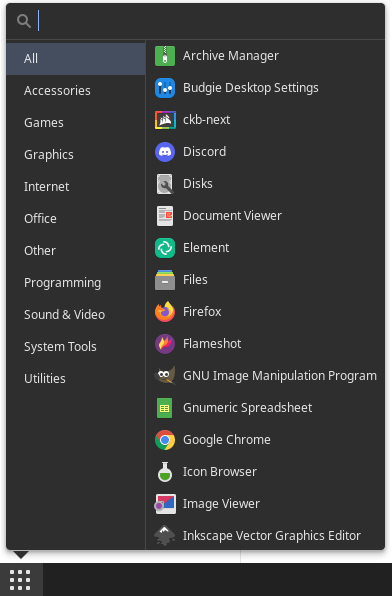 All
Accessories
Games
Graphics
Internet
Office
Other
Programming
Sound & Video
System Tools
Utilities
Archive Manager
Budgie Desktop Settings
ckb-next
Discord
Disks
Document Viewer
Element
Files
Firefox
Flameshot
GNU Image Manipulation Program
Gnumeric Spreadsheet
Google Chrome
Icon Browser
Image Viewer
Inkscape Vector Graphics Editor